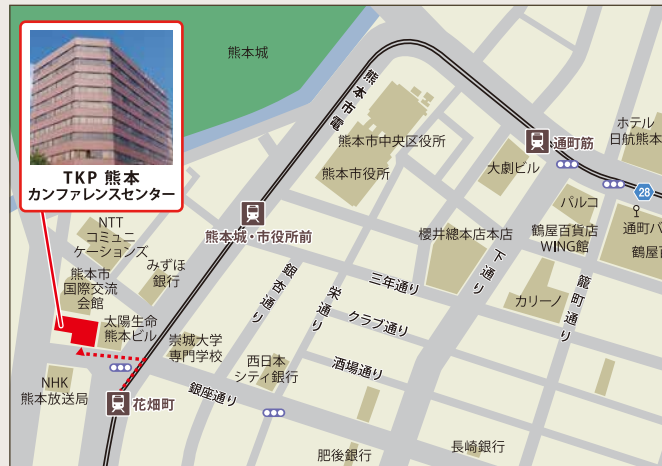 熊本城
TKP 熊本
カンファレンスセンター
熊本市電
熊本市中央区役所
熊本市役所
通町筋
大劇ビル
ホテル
日航熊本
28
パルコ
鶴屋百貨店
WING館
通町バ
鶴屋百
NTT
コミュニ
ケーションズ
みずほ
銀行
熊本城・市役所前
櫻井總本店本店
下通り
籠町通り
カリーノ
熊本市
国際交流
会館
銀杏通り
栄通り
三年通り
クラブ通り
酒場通り
太陽生命
熊本ビル
崇城大学
専門学校
西日本
シティ銀行
NHK
熊本放送局
花畑町
銀座通り
肥後銀行
長崎銀行